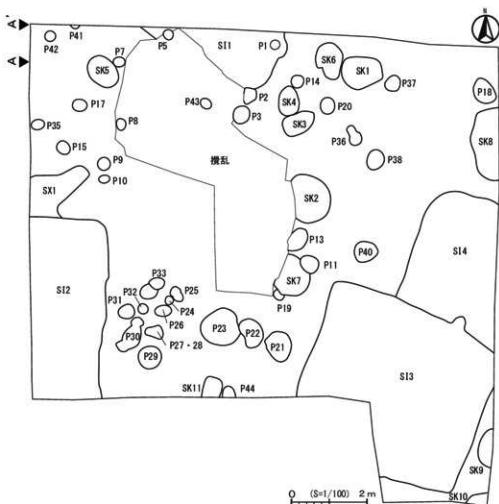 A'
A
N
P41
P42
P5
SI1
P1
P7
SK5
SK6
SK1
P14
P37
P2
P18
P43
SK4
P20
P17
P3
SK3
SK8
P35
P8
P36
P15
P38
P9
攪乱
P10
SX1
SK2
P13
P40
SI4
P11
SK7
SI2
P33
P25
P19
P32
P24
P31
P26
P23
P22
P30
P27・28
P21
P29
SI3
SK11
P44
SK9
SK10
0 (S=1/100) 2 m